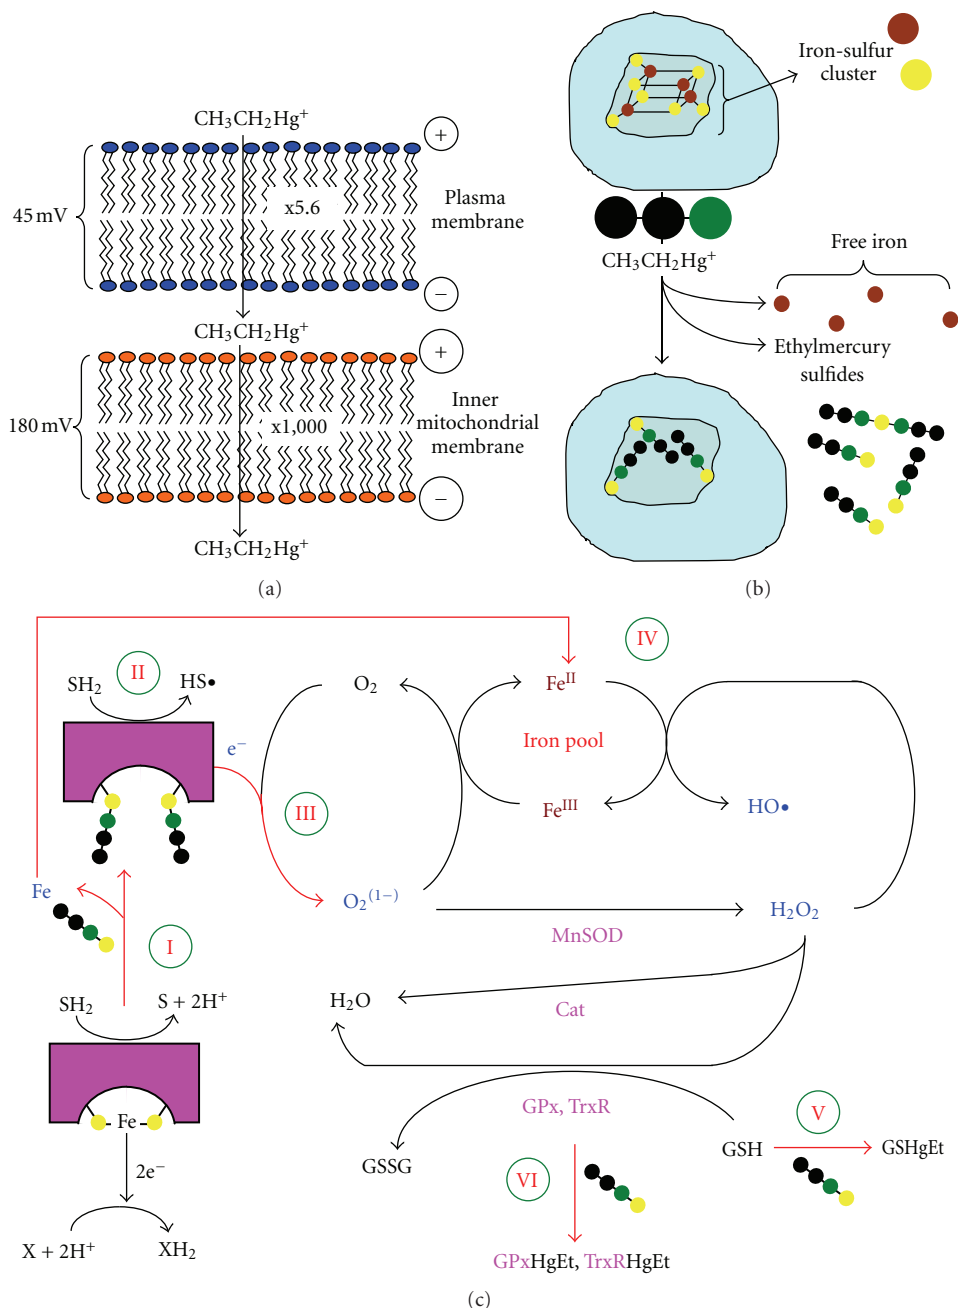 CH₃CH₂Hg⁺
+
45 mV
x5.6
Plasma
membrane
−
CH₃CH₂Hg⁺
+
180 mV
x1,000
Inner
mitochondrial
membrane
−
CH₃CH₂Hg⁺
(a)
Iron-sulfur
cluster
CH₃CH₂Hg⁺
Free iron
Ethylmercury
sulfides
(b)
II
SH₂
HS•
e⁻
III
Fe
I
SH₂
S + 2H⁺
Fe
2e⁻
X + 2H⁺
XH₂
IV
O₂
Feᴵᴵ
Iron pool
Feᴵᴵᴵ
HO•
O₂⁽¹⁻⁾
MnSOD
H₂O₂
H₂O
Cat
GPx, TrxR
GSSG
GSH
V
GSHgEt
VI
GPxHgEt, TrxRHgEt
(c)